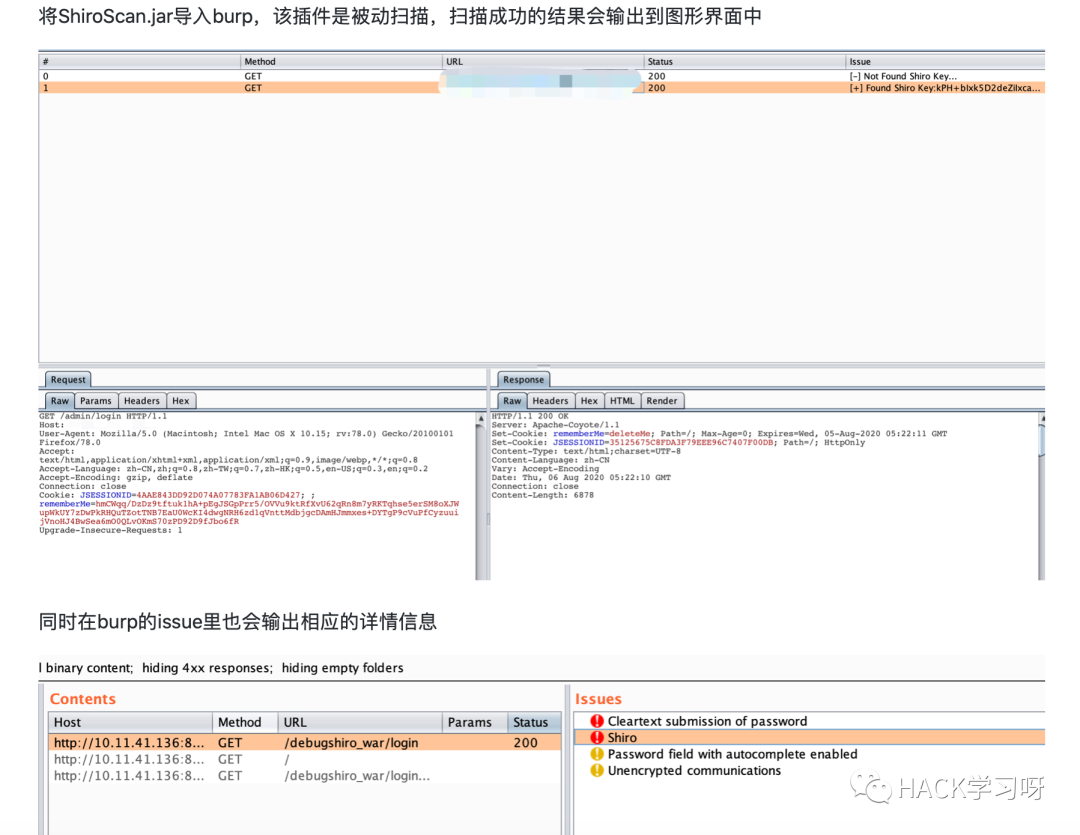 将ShiroScan.jar导入burp，该插件是被动扫描，扫描成功的结果会输出到图形界面中
# Method URL Status Issue
0 GET 200 [-] Not Found Shiro Key...
1 GET 200 [+] Found Shiro Key:kPH+bIxk5D2deZiIxca...
Request
Raw Params Headers Hex
GET /admin/login HTTP/1.1
Host:
User-Agent: Mozilla/5.0 (Macintosh; Intel Mac OS X 10.15; rv:78.0) Gecko/20100101
Firefox/78.0
Accept:
text/html,application/xhtml+xml,application/xml;q=0.9,image/webp,*/*;q=0.8
Accept-Language: zh-CN,zh;q=0.8,zh-TW;q=0.7,zh-HK;q=0.5,en-US;q=0.3,en;q=0.2
Accept-Encoding: gzip, deflate
Connection: close
Cookie: JSESSIONID=4AAE843DD92D074A07783FA1AB06D427; ;
rememberMe=hmCWqq/DzDz9tftuk1hA+pEgJSGpPrr5/OVVu9ktRfXvU62qRn8m7yRKTqhse5erSM8oXJW
upWkUY7zDwPkRHQuTZotTNB7EaU0WcKI4dwgNRH6zdlqVnttMdbjgcDAmHJmmxes+DYTgP9cVuPfCyzuui
jVnoHJ4BwSea6mO0QLvOKmS70zPD92D9fJbo6fR
Upgrade-Insecure-Requests: 1
Response
Raw Headers Hex HTML Render
HTTP/1.1 200 OK
Server: Apache-Coyote/1.1
Set-Cookie: rememberMe=deleteMe; Path=/; Max-Age=0; Expires=Wed, 05-Aug-2020 05:22:11 GMT
Set-Cookie: JSESSIONID=35125675C8FDA3F79EEE96C7407F00DB; Path=/; HttpOnly
Content-Type: text/html;charset=UTF-8
Content-Language: zh-CN
Vary: Accept-Encoding
Date: Thu, 06 Aug 2020 05:22:10 GMT
Connection: close
Content-Length: 6878
同时在burp的issue里也会输出相应的详情信息
l binary content; hiding 4xx responses; hiding empty folders
Contents
Host Method URL Params Status
http://10.11.41.136:8... GET /debugshiro_war/login 200
http://10.11.41.136:8... GET /
http://10.11.41.136:8... GET /debugshiro_war/login...
Issues
Cleartext submission of password
Shiro
Password field with autocomplete enabled
Unencrypted communications
HACK学习呀